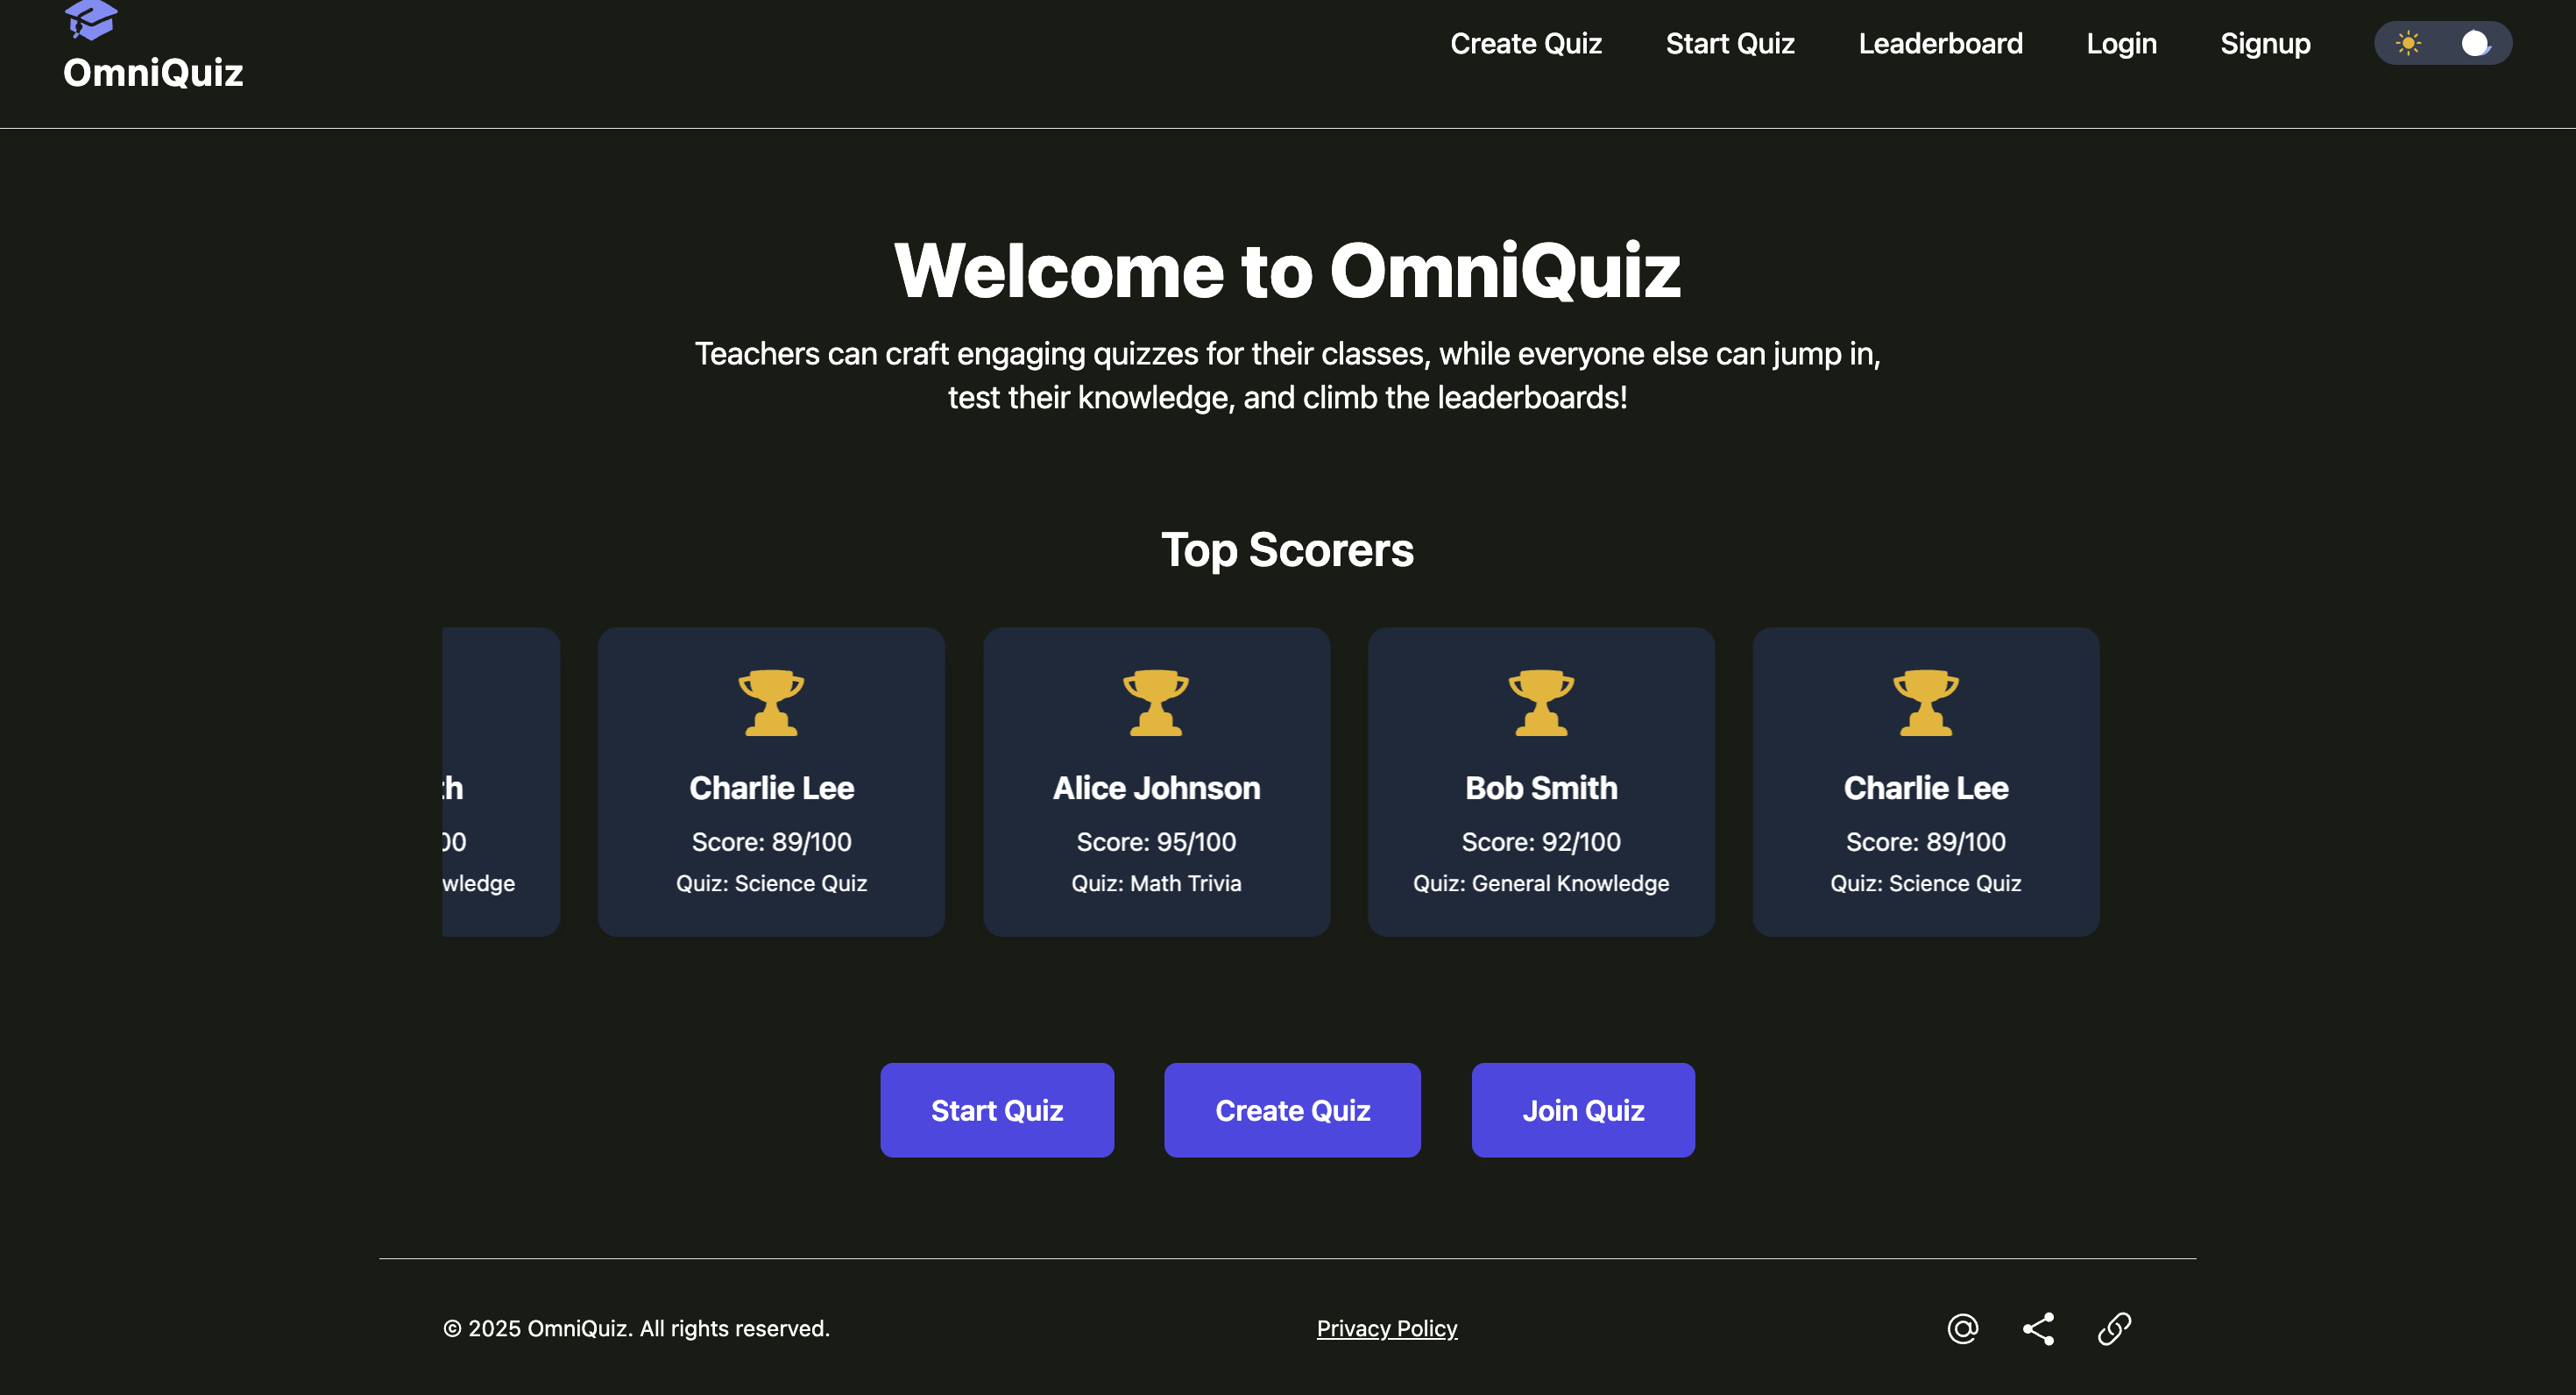 OmniQuiz
Create Quiz
Start Quiz
Leaderboard
Login
Signup
Welcome to OmniQuiz
Teachers can craft engaging quizzes for their classes, while everyone else can jump in,
test their knowledge, and climb the leaderboards!
Top Scorers
th
00
wledge
Charlie Lee
Score: 89/100
Quiz: Science Quiz
Alice Johnson
Score: 95/100
Quiz: Math Trivia
Bob Smith
Score: 92/100
Quiz: General Knowledge
Charlie Lee
Score: 89/100
Quiz: Science Quiz
Start Quiz
Create Quiz
Join Quiz
© 2025 OmniQuiz. All rights reserved.
Privacy Policy